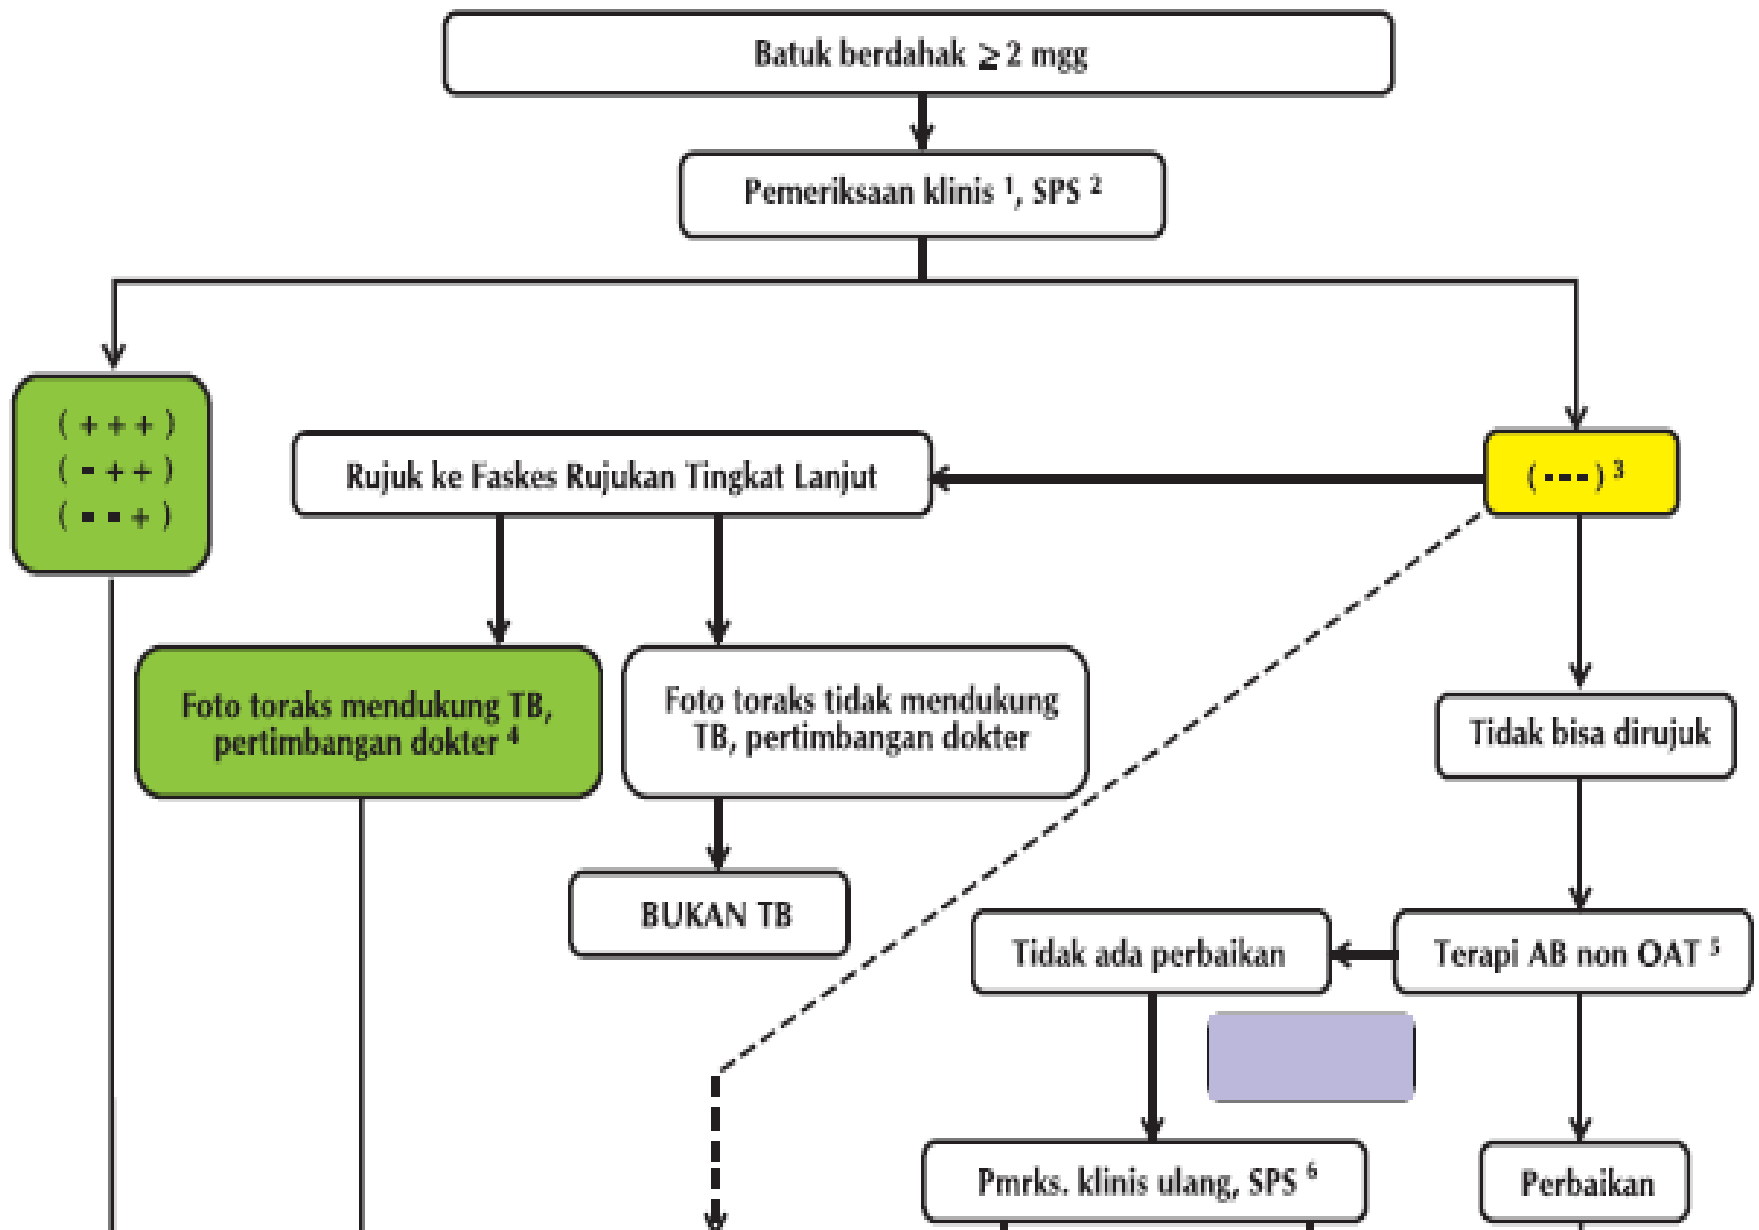 Batuk berdahak ≥ 2 mgg
Pemeriksaan klinis ¹, SPS ²
( + + + )
( - + + )
( - - + )
Rujuk ke Faskes Rujukan Tingkat Lanjut
( - - - ) ³
Foto toraks mendukung TB,
pertimbangan dokter ⁴
Foto toraks tidak mendukung
TB, pertimbangan dokter
Tidak bisa dirujuk
BUKAN TB
Tidak ada perbaikan
Terapi AB non OAT ⁵
Pmrks. klinis ulang, SPS ⁶
Perbaikan